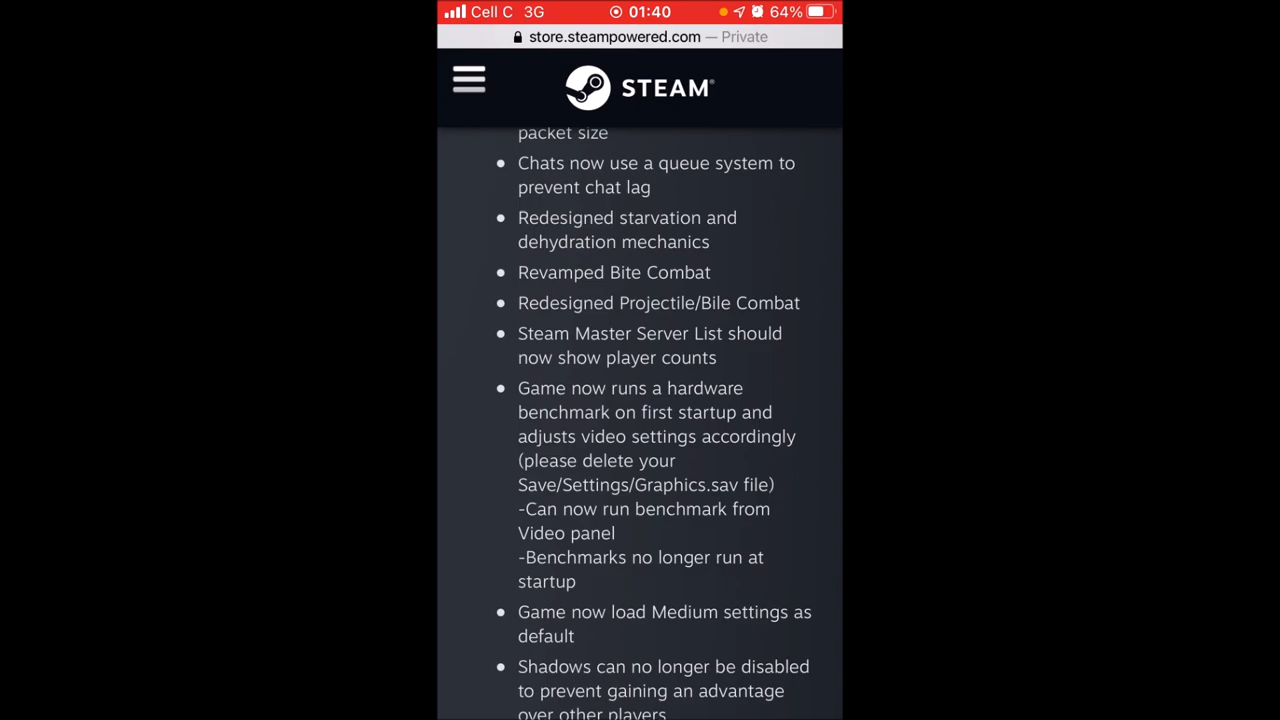 Cell C 3G 01:40 64%
store.steampowered.com — Private
STEAM®
packet size
Chats now use a queue system to
prevent chat lag
Redesigned starvation and
dehydration mechanics
Revamped Bite Combat
Redesigned Projectile/Bile Combat
Steam Master Server List should
now show player counts
Game now runs a hardware
benchmark on first startup and
adjusts video settings accordingly
(please delete your
Save/Settings/Graphics.sav file)
-Can now run benchmark from
Video panel
-Benchmarks no longer run at
startup
Game now load Medium settings as
default
Shadows can no longer be disabled
to prevent gaining an advantage
over other players